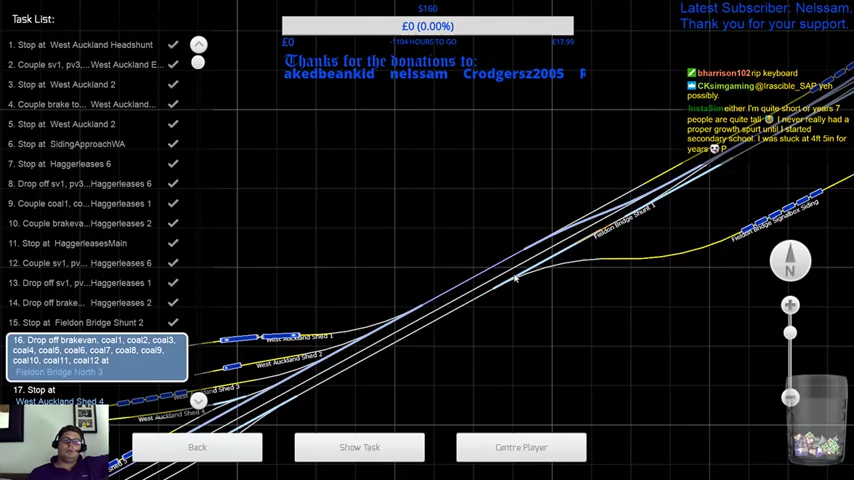 Task List:
1. Stop at West Auckland Headshunt
2. Couple sv1, pv3,... West Auckland E...
3. Stop at West Auckland 2
4. Couple brake to... West Auckland...
5. Stop at West Auckland 2
6. Stop at SidingApproachWA
7. Stop at Haggerleases 6
8. Drop off sv1, pv3...Haggerleases 6
9. Couple coal1, co... Haggerleases 1
10. Couple brakeva... Haggerleases 2
11. Stop at HaggerleasesMain
12. Couple sv1, pv... Haggerleases 6
13. Drop off sv1, pv... Haggerleases 1
14. Drop off brake... Haggerleases 2
15. Stop at Fieldon Bridge Shunt 2
16. Drop off brakevan, coal1, coal2, coal3,
coal4, coal5, coal6, coal7, coal8, coal9,
coal10, coal11, coal12 at
Fieldon Bridge North 3
17. Stop at
West Auckland Shed 4
S160
£0 (0.00%)
£0
-1104 HOURS TO GO
£17.99
Thanks for the donations to:
akedbeankid nelssam Crodgersz2005
Latest Subscriber: Nelssam.
Thank you for your support.
bharrison102 rip keyboard
CKsimgaming @Irascible_SAP yeh
possibly.
InstaSim either I'm quite short or years 7
people are quite tall I never really had a
proper growth spurt until I started
secondary school. I was stuck at 4ft 5in for
years P
Fieldon Bridge Shunt 1
Fieldon Bridge Signalbox Siding
West Auckland Shed 1
West Auckland Shed 2
Shed 3
West Auckland Shed 4
N
Back
Show Task
Centre Player